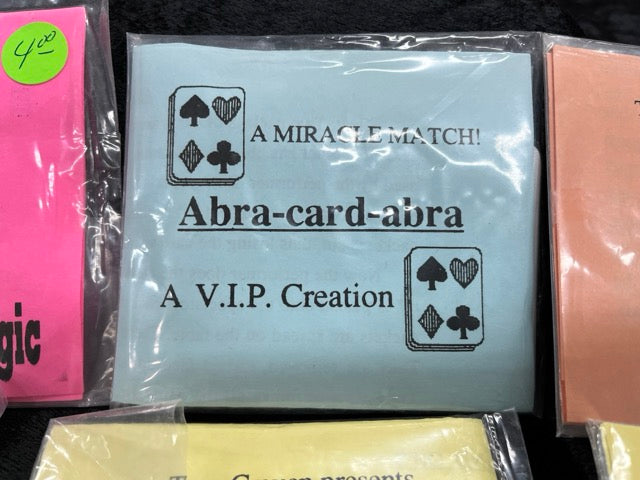 4.00
A MIRACLE MATCH!
Abra-card-abra
A V.I.P. Creation
gic
presents